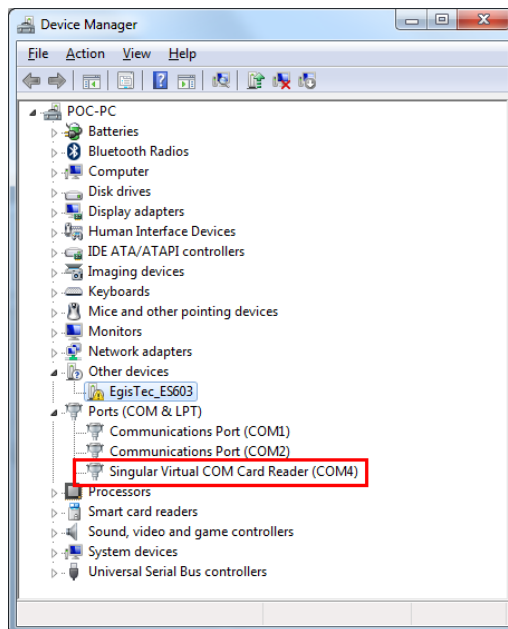 Device Manager
File Action View Help
POC-PC
Batteries
Bluetooth Radios
Computer
Disk drives
Display adapters
Human Interface Devices
IDE ATA/ATAPI controllers
Imaging devices
Keyboards
Mice and other pointing devices
Monitors
Network adapters
Other devices
EgisTec_ES603
Ports (COM & LPT)
Communications Port (COM1)
Communications Port (COM2)
Singular Virtual COM Card Reader (COM4)
Processors
Smart card readers
Sound, video and game controllers
System devices
Universal Serial Bus controllers